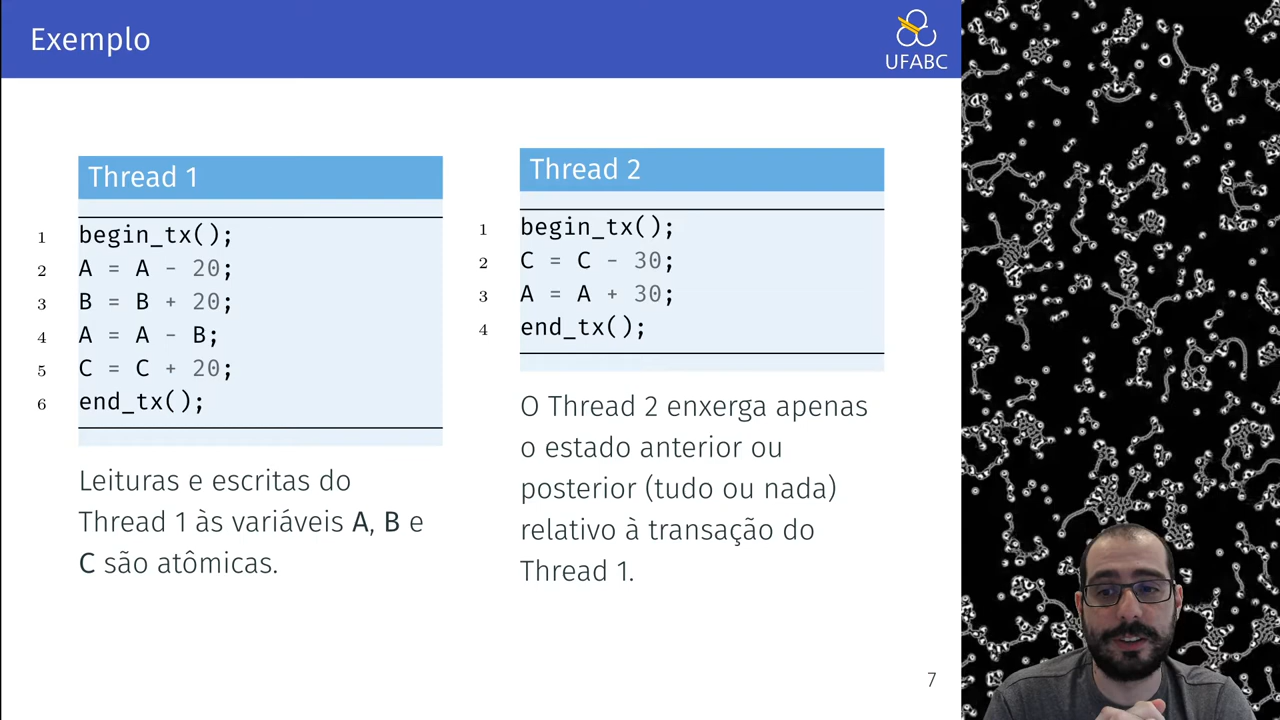 Exemplo
UFABC
Thread 1
1 begin_tx();
2 A = A - 20;
3 B = B + 20;
4 A = A - B;
5 C = C + 20;
6 end_tx();
Leituras e escritas do
Thread 1 às variáveis A, B e
C são atômicas.
Thread 2
1 begin_tx();
2 C = C - 30;
3 A = A + 30;
4 end_tx();
O Thread 2 enxerga apenas
o estado anterior ou
posterior (tudo ou nada)
relativo à transação do
Thread 1.
7